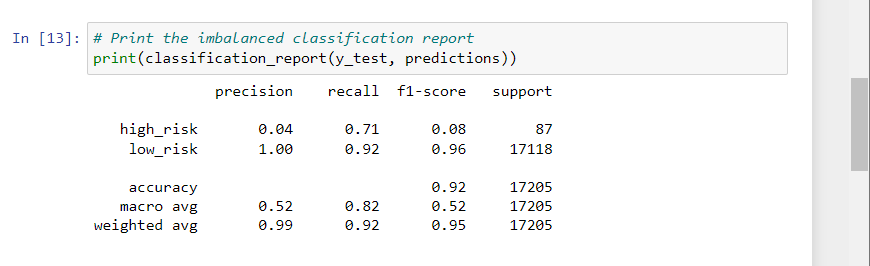 In [13]: # Print the imbalanced classification report
print(classification_report(y_test, predictions))
precision recall f1-score support
high_risk 0.04 0.71 0.08 87
low_risk 1.00 0.92 0.96 17118
accuracy 0.92 17205
macro avg 0.52 0.82 0.52 17205
weighted avg 0.99 0.92 0.95 17205